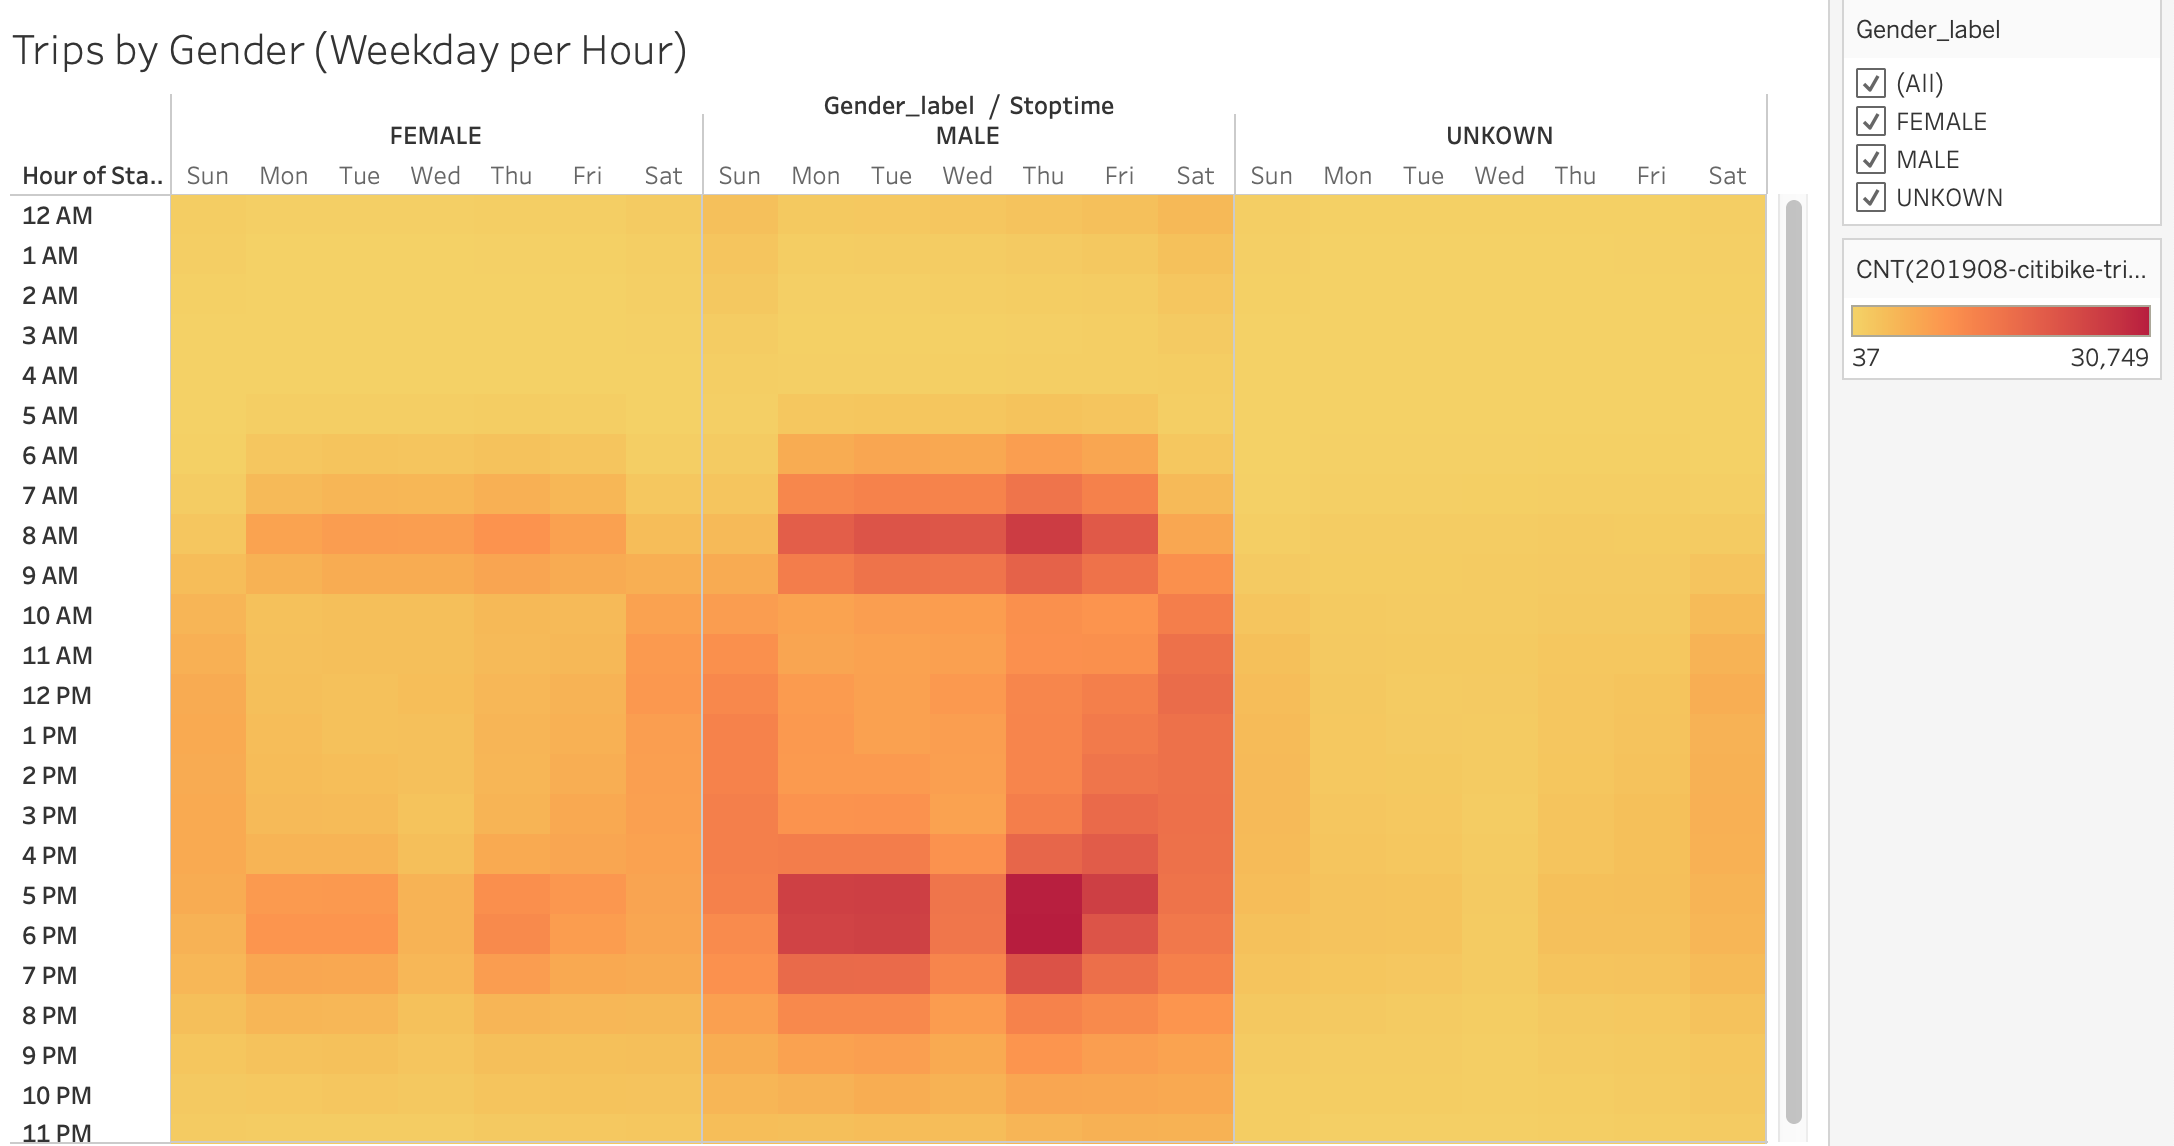 Trips by Gender (Weekday per Hour)
Gender_label / Stoptime
FEMALE MALE UNKOWN
Hour of Sta.. Sun Mon Tue Wed Thu Fri Sat Sun Mon Tue Wed Thu Fri Sat Sun Mon Tue Wed Thu Fri Sat
12 AM
1 AM
2 AM
3 AM
4 AM
5 AM
6 AM
7 AM
8 AM
9 AM
10 AM
11 AM
12 PM
1 PM
2 PM
3 PM
4 PM
5 PM
6 PM
7 PM
8 PM
9 PM
10 PM
11 PM
Gender_label
(All)
FEMALE
MALE
UNKOWN
CNT(201908-citibike-tri...
37 30,749